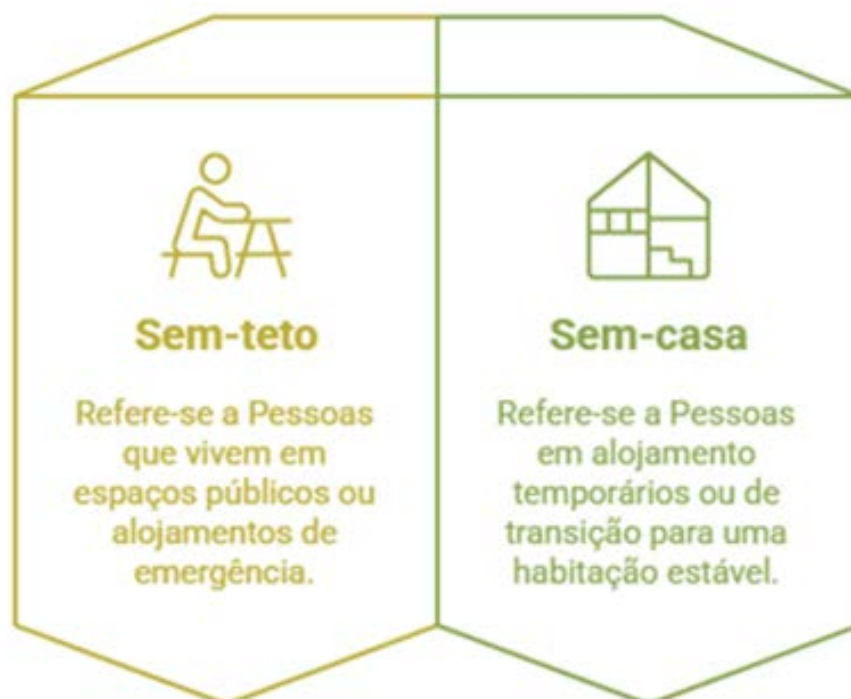 Sem-teto
Refere-se a Pessoas
que vivem em
espaços públicos ou
alojamentos de
emergência.
Sem-casa
Refere-se a Pessoas
em alojamento
temporários ou de
transição para uma
habitação estável.